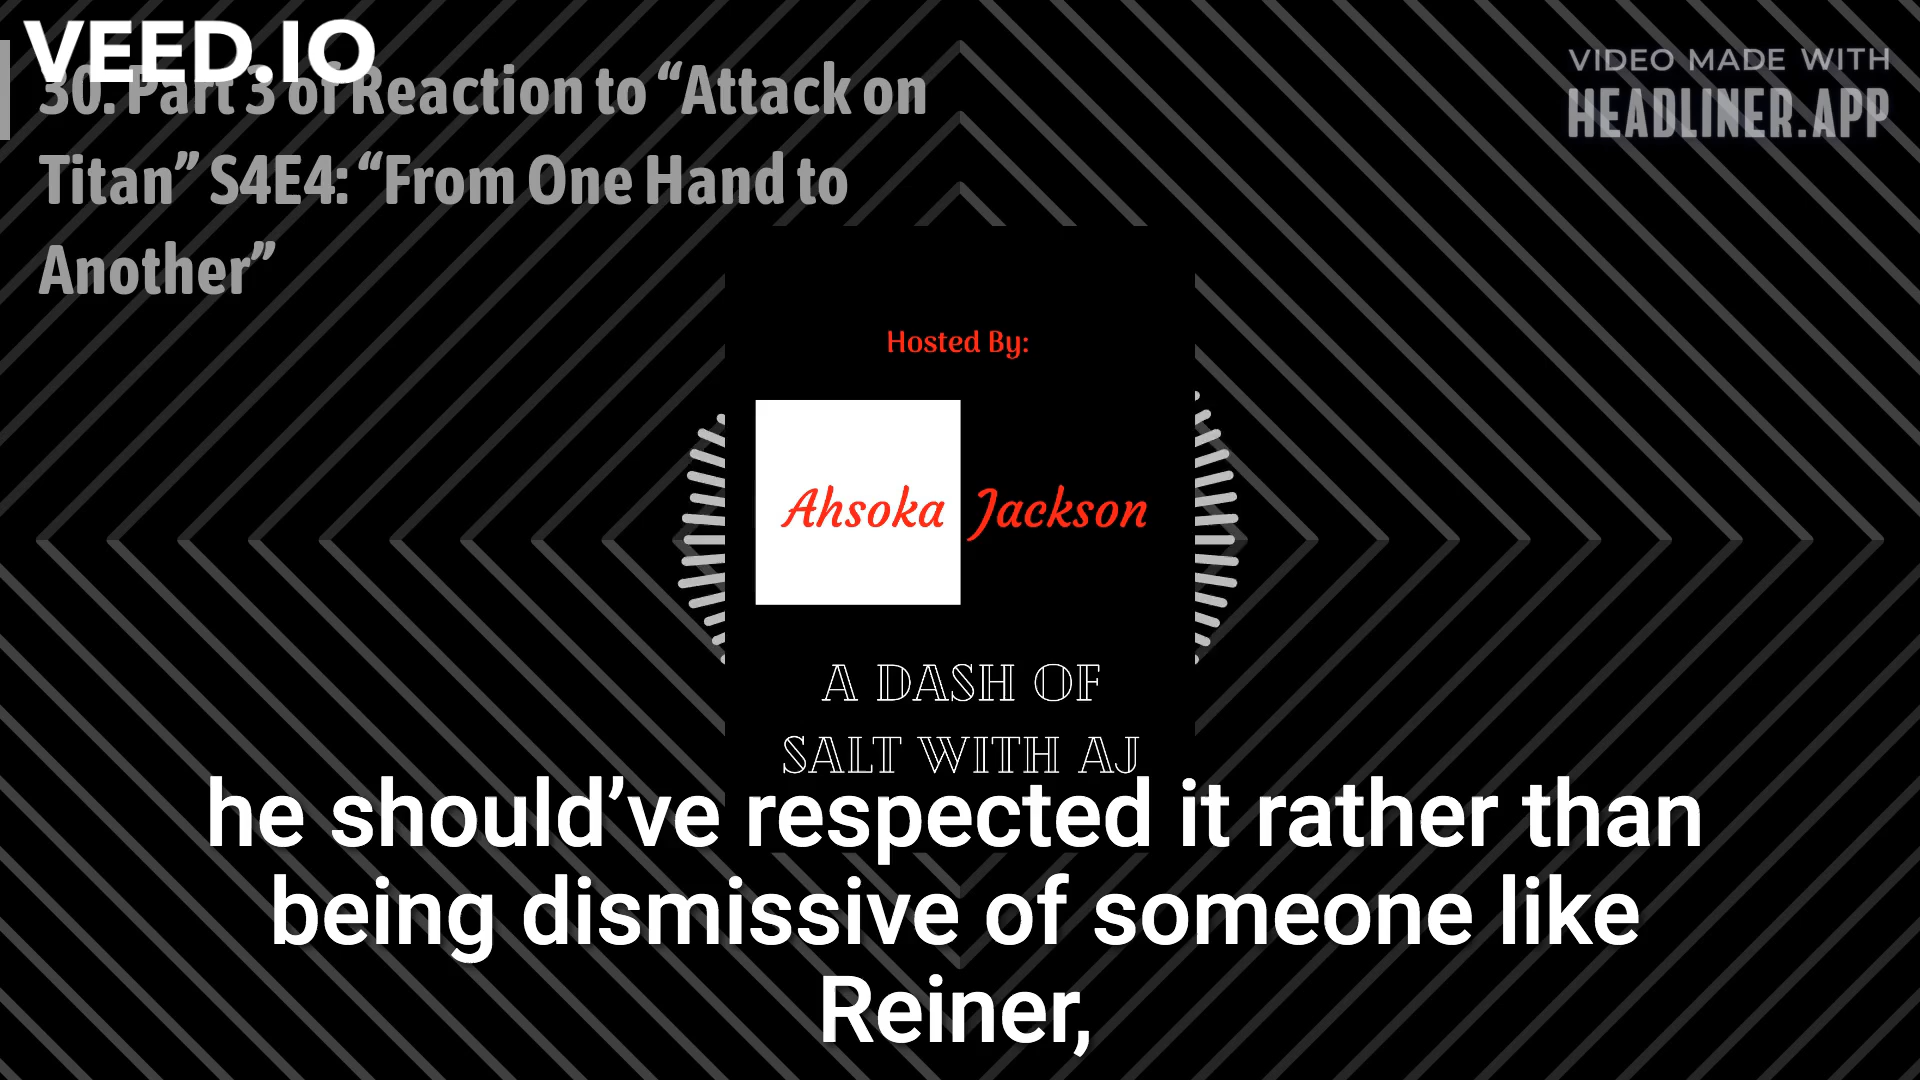 VEED.IO
VIDEO MADE WITH
HEADLINER.APP
30. Part 3 of Reaction to “Attack on
Titan” S4E4: “From One Hand to
Another”
Hosted By:
Ahsoka Jackson
A DASH OF
SALT WITH AJ
he should’ve respected it rather than
being dismissive of someone like
Reiner,